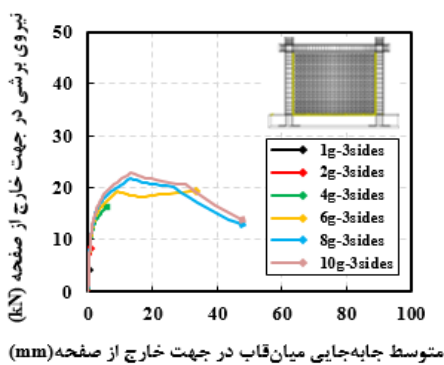 نیروی برشی در جهت خارج از صفحه (kN)
50
40
30
20
10
0
1g-3sides
2g-3sides
4g-3sides
6g-3sides
8g-3sides
10g-3sides
0 20 40 60 80 100
متوسط جابه‌جایی میان‌قاب در جهت خارج از صفحه(mm)